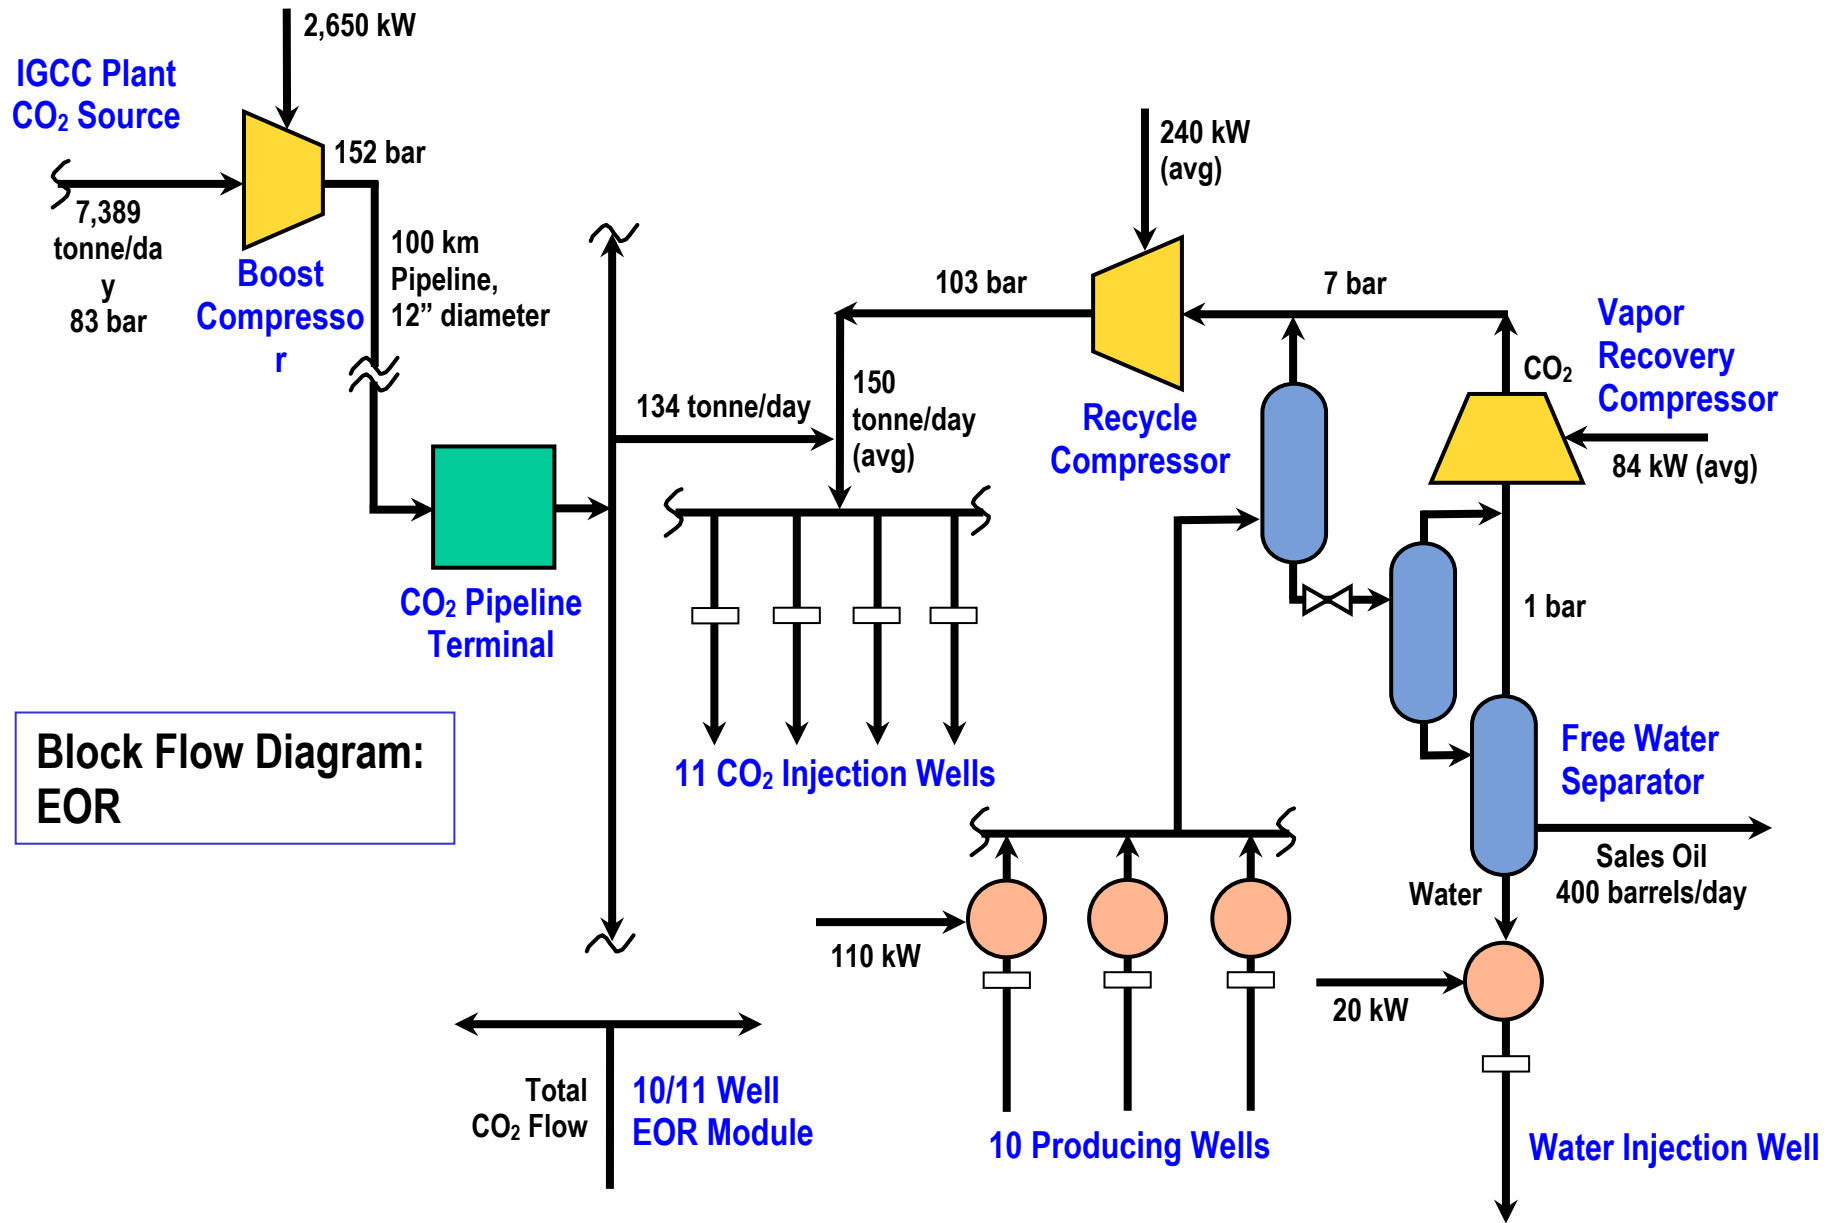 2,650 kW
IGCC Plant
CO₂ Source
152 bar
7,389
tonne/da
y
83 bar
Boost
Compresso
r
100 km
Pipeline,
12” diameter
240 kW
(avg)
103 bar
7 bar
Vapor
Recovery
Compressor
CO₂
134 tonne/day
150
tonne/day
(avg)
Recycle
Compressor
84 kW (avg)
CO₂ Pipeline
Terminal
1 bar
Block Flow Diagram:
EOR
11 CO₂ Injection Wells
Free Water
Separator
Sales Oil
400 barrels/day
Water
110 kW
20 kW
Total
CO₂ Flow
10/11 Well
EOR Module
10 Producing Wells
Water Injection Well